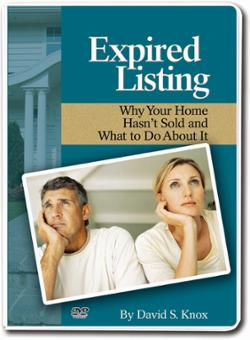 Expired
Listing
Why Your Home
Hasn't Sold and
What to Do About It
DVD
By David S. Knox